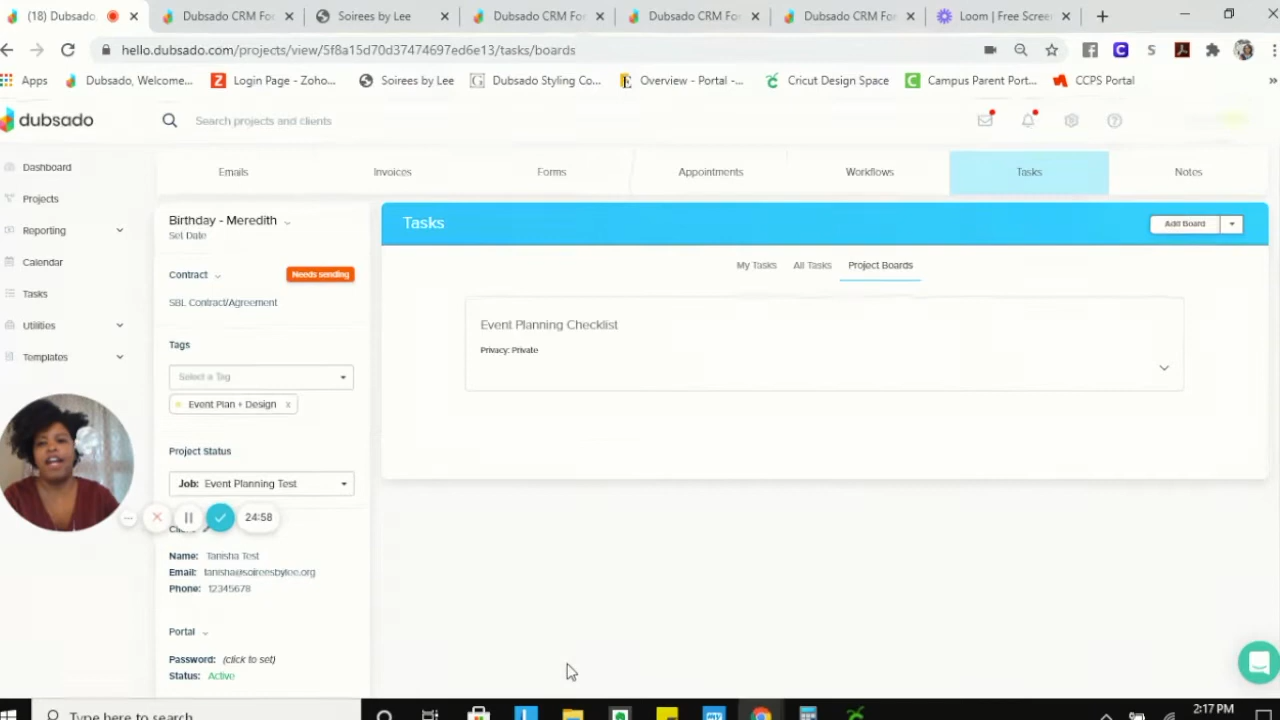 (18) Dubsado
Dubsado CRM For
Soirees by Lee
Dubsado CRM For
Dubsado CRM For
Dubsado CRM For
Loom | Free Screen
hello.dubsado.com/projects/view/5f8a15d70d37474697ed6e13/tasks/boards
Apps
Dubsado, Welcome...
Login Page - Zoho...
Soirees by Lee
Dubsado Styling Co...
Overview - Portal -...
Cricut Design Space
Campus Parent Port...
CCPS Portal
»
dubsado
Search projects and clients
Dashboard
Projects
Reporting
Calendar
Tasks
Utilities
Templates
Emails
Invoices
Forms
Appointments
Workflows
Tasks
Notes
Birthday - Meredith
Set Date
Contract
Needs sending
SBL Contract/Agreement
Tags
Select a Tag
Event Plan + Design x
Project Status
Job: Event Planning Test
24:58
Name: Tanisha Test
Email: tanisha@soireesbylee.org
Phone: 12345678
Portal
Password: (click to set)
Status: Active
Tasks
Add Board
My Tasks
All Tasks
Project Boards
Event Planning Checklist
Privacy: Private
Type here to search
2:17 PM